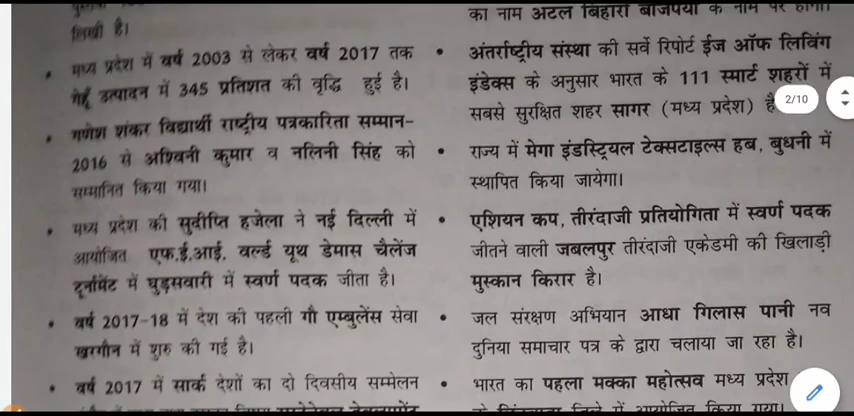 लिखी है।
मध्य प्रदेश में वर्ष 2003 से लेकर वर्ष 2017 तक
गेहूँ उत्पादन में 345 प्रतिशत की वृद्धि हुई है।
गणेश शंकर विद्यार्थी राष्ट्रीय पत्रकारिता सम्मान-
2016 से अश्विनी कुमार व नलिनी सिंह को
सम्मानित किया गया।
मध्य प्रदेश की सुदीप्ति हजेला ने नई दिल्ली में
आयोजित एफ.ई.आई. वर्ल्ड यूथ डेमास चैलेंज
टूर्नामेंट में घुड़सवारी में स्वर्ण पदक जीता है।
वर्ष 2017-18 में देश की पहली गौ एम्बुलेंस सेवा
खरगौन में शुरु की गई है।
वर्ष 2017 में सार्क देशों का दो दिवसीय सम्मेलन
का नाम अटल बिहारी बाजपेयी के नाम पर होगा।
अंतर्राष्ट्रीय संस्था की सर्वे रिपोर्ट ईज ऑफ लिविंग
इंडेक्स के अनुसार भारत के 111 स्मार्ट शहरों में
सबसे सुरक्षित शहर सागर (मध्य प्रदेश) है
2/10
राज्य में मेगा इंडस्ट्रियल टेक्सटाइल्स हब, बुधनी में
स्थापित किया जायेगा।
एशियन कप, तीरंदाजी प्रतियोगिता में स्वर्ण पदक
जीतने वाली जबलपुर तीरंदाजी एकेडमी की खिलाड़ी
मुस्कान किरार है।
जल संरक्षण अभियान आधा गिलास पानी नव
दुनिया समाचार पत्र के द्वारा चलाया जा रहा है।
भारत का पहला मक्का महोत्सव मध्य प्रदेश